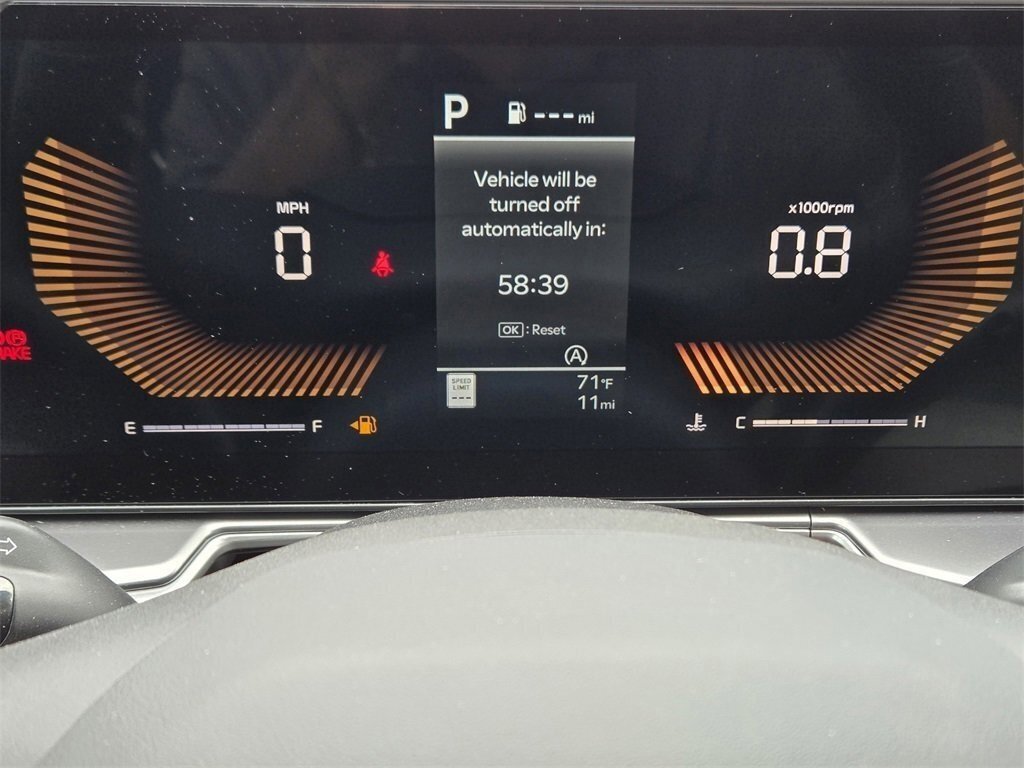 P --- mi
Vehicle will be
turned off
automatically in:
58:39
OK : Reset
A
MPH
0
x1000rpm
0.8
P
SPEED
LIMIT
---
71°F
11mi
E F
C H